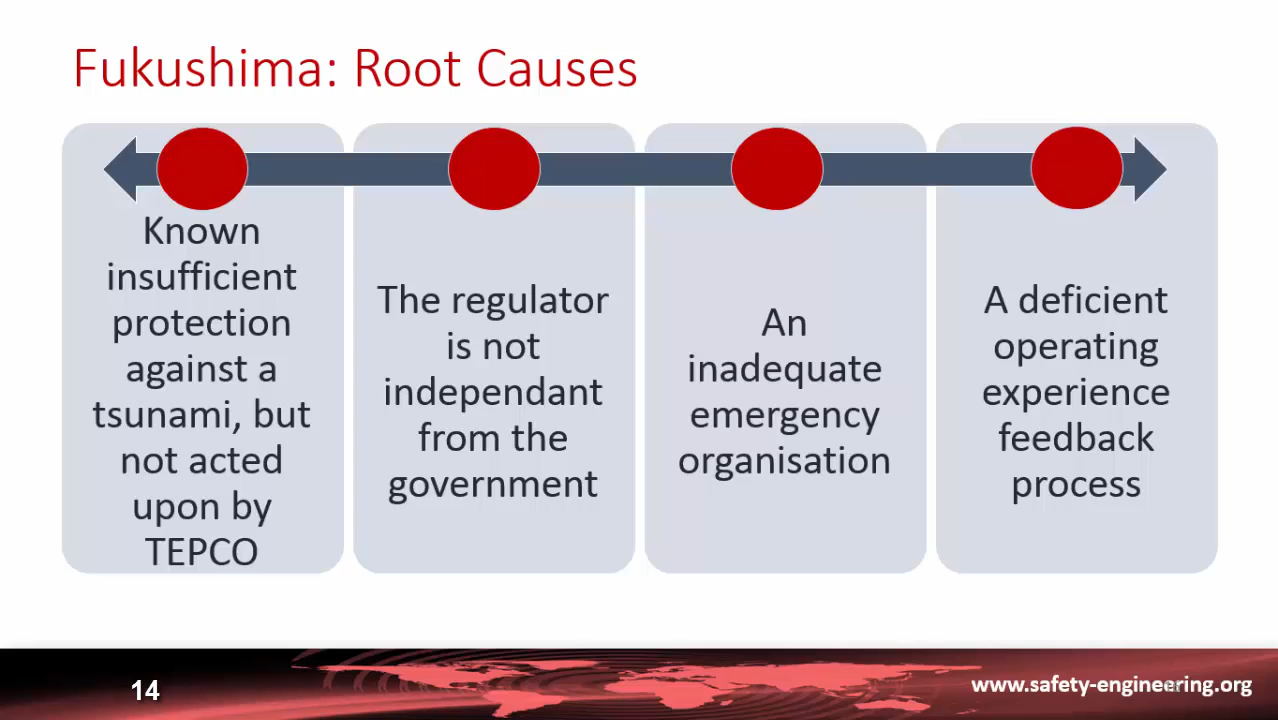 Fukushima: Root Causes
Known
insufficient
protection
against a
tsunami, but
not acted
upon by
TEPCO
The regulator
is not
independant
from the
government
An
inadequate
emergency
organisation
A deficient
operating
experience
feedback
process
14
www.safety-engineering.org